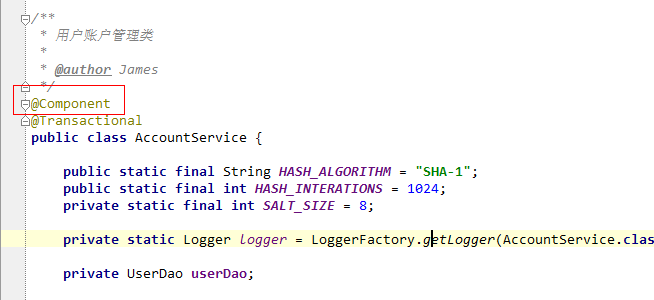 /**
* 用户账户管理类
*
* @author James
*/
@Component
@Transactional
public class AccountService {
public static final String HASH_ALGORITHM = "SHA-1";
public static final int HASH_INTERATIONS = 1024;
private static final int SALT_SIZE = 8;
private static Logger logger = LoggerFactory.getLogger(AccountService.clas
private UserDao userDao;